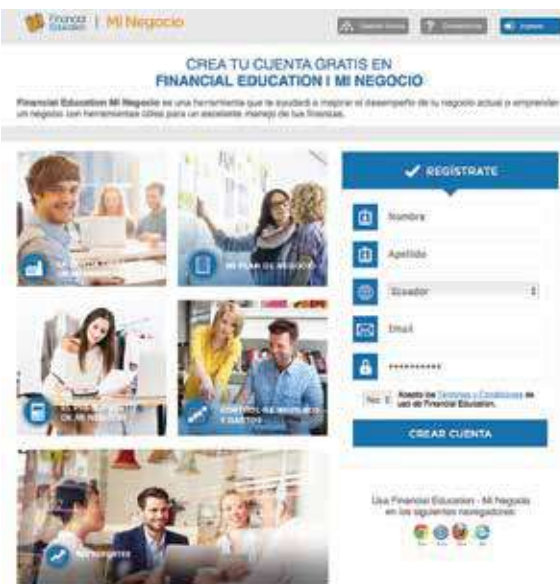 Financial
Education | Mi Negocio
CREA TU CUENTA GRATIS EN
FINANCIAL EDUCATION | MI NEGOCIO
Financial Education Mi Negocio es una herramienta que te ayudará a mejorar el desempeño de tu negocio actual o emprender
un negocio con herramientas útiles para un excelente manejo de tus finanzas.
MI PLAN DE NEGOCIO
DE MI NEGOCIO
CONTROL DE INGRESOS
Y GASTOS
REGÍSTRATE
Nombre
Apellido
Ecuador
Email
**********
No
Acepto los Términos y Condiciones de
uso de Financial Education.
CREAR CUENTA
Usa Financial Education - Mi Negocio
en los siguientes navegadores: